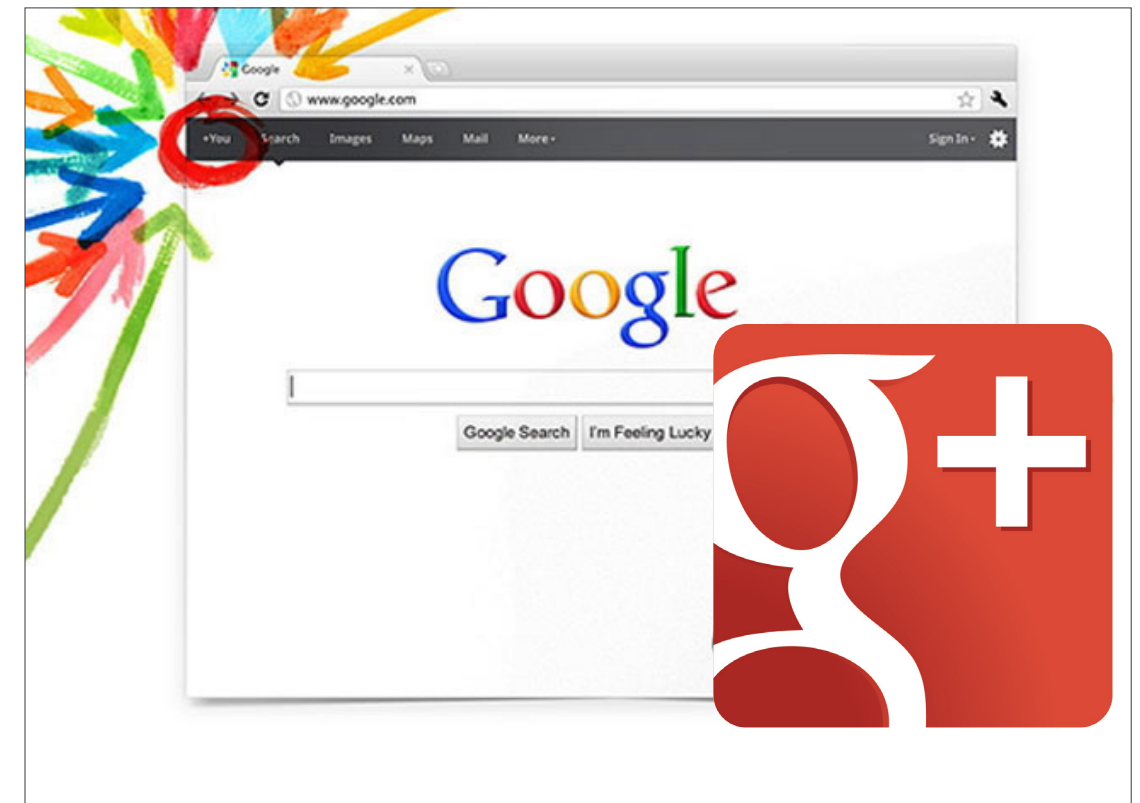 Google
www.google.com
+You Search Images Maps Mail More Sign In
Google
Google Search I'm Feeling Lucky
g+